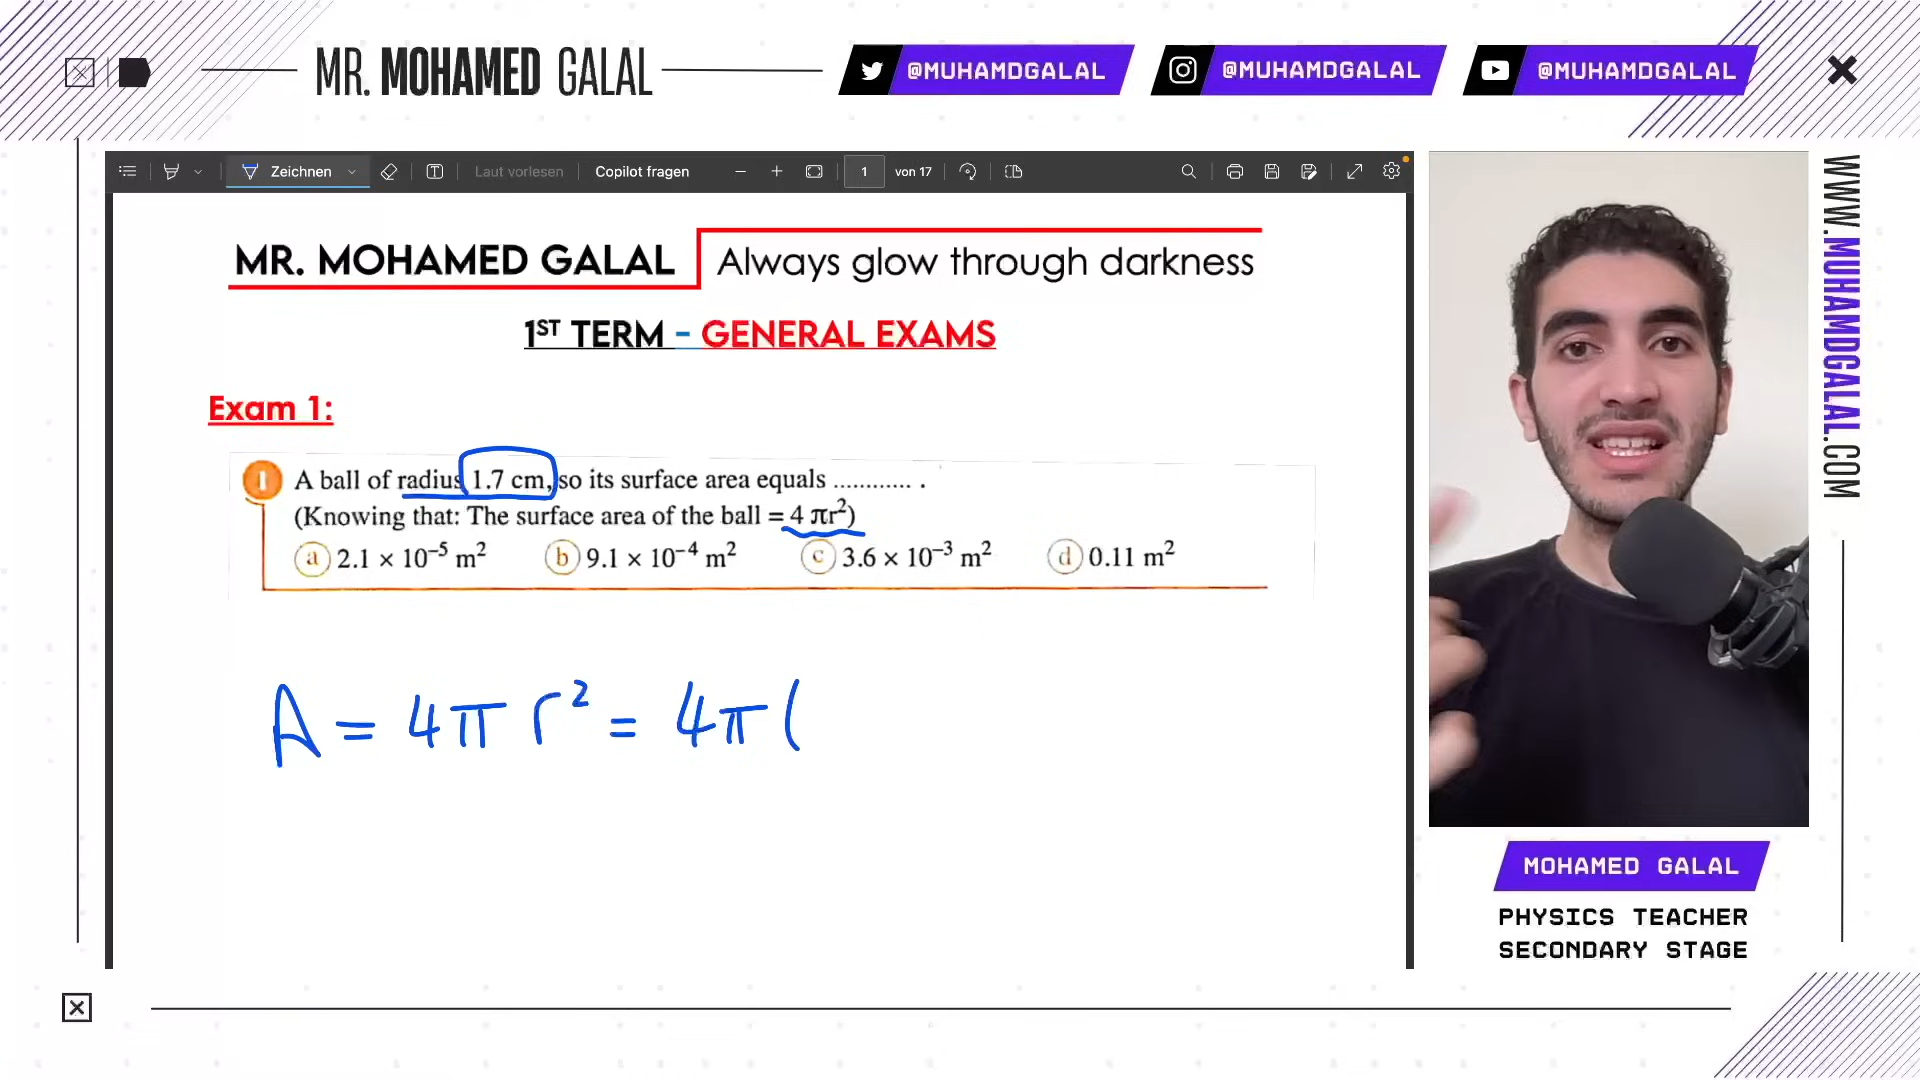 MR. MOHAMED GALAL
@MUHAMDGALAL
@MUHAMDGALAL
@MUHAMDGALAL
WWW.MUHAMDGALAL.COM
Zeichnen
Laut vorlesen
Copilot fragen
1
von 17
MR. MOHAMED GALAL
Always glow through darkness
1ST TERM - GENERAL EXAMS
Exam 1:
1 A ball of radius 1.7 cm, so its surface area equals ............ .
(Knowing that: The surface area of the ball = 4 πr²)
a 2.1 × 10⁻⁵ m² b 9.1 × 10⁻⁴ m² c 3.6 × 10⁻³ m² d 0.11 m²
A = 4π r² = 4π (
MOHAMED GALAL
PHYSICS TEACHER
SECONDARY STAGE